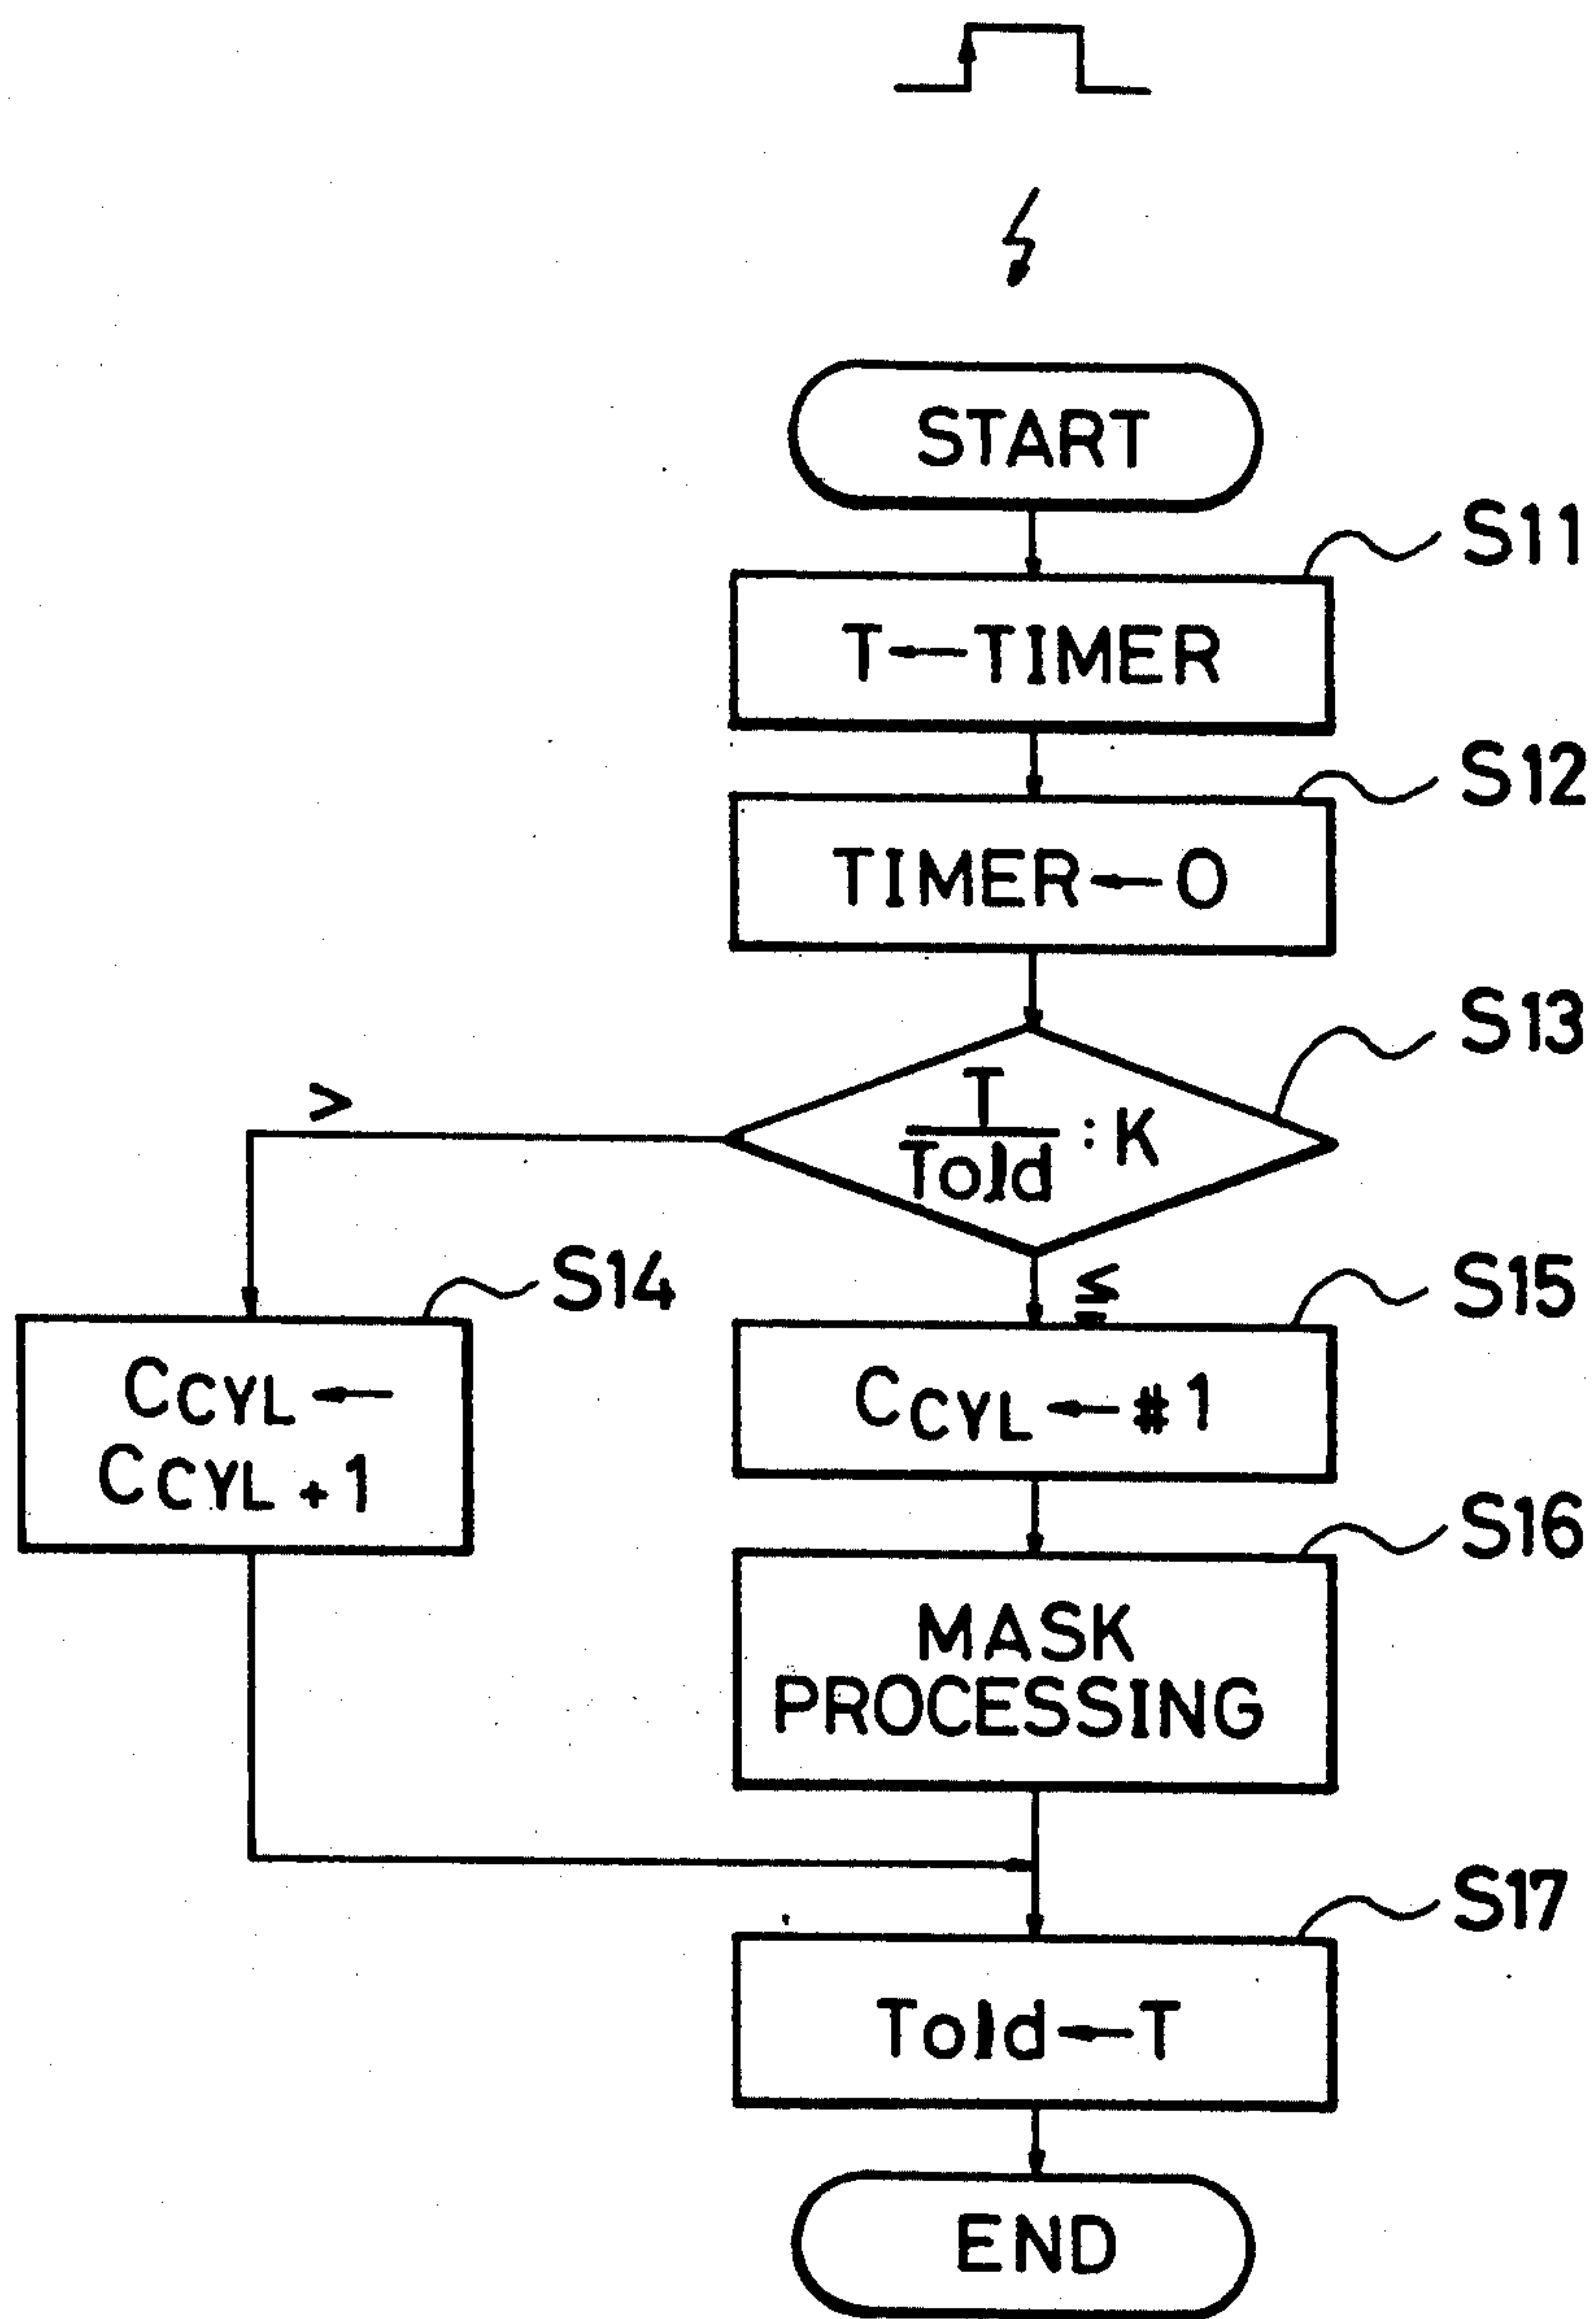 START
S11
T←TIMER
S12
TIMER←0
S13
>
T
Told
:K
≦
S14
CCYL←
CCYL+1
S15
CCYL←#1
S16
MASK
PROCESSING
S17
Told←T
END